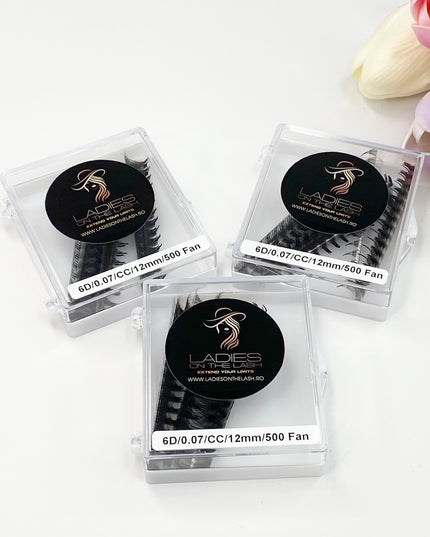 LADIES
ON THE LASH
EXTEND YOUR LIMITS
WWW.LADIESONTHELASH.RO
6D/0.07/CC/12mm/500 Fan
LADIES
ON THE LASH
EXTEND YOUR LIMITS
WWW.LADIESONTHELASH.RO
6D/0.07/CC/12mm/500 Fan
LADIES
ON THE LASH
EXTEND YOUR LIMITS
WWW.LADIESONTHELASH.RO
6D/0.07/CC/12mm/500 Fan